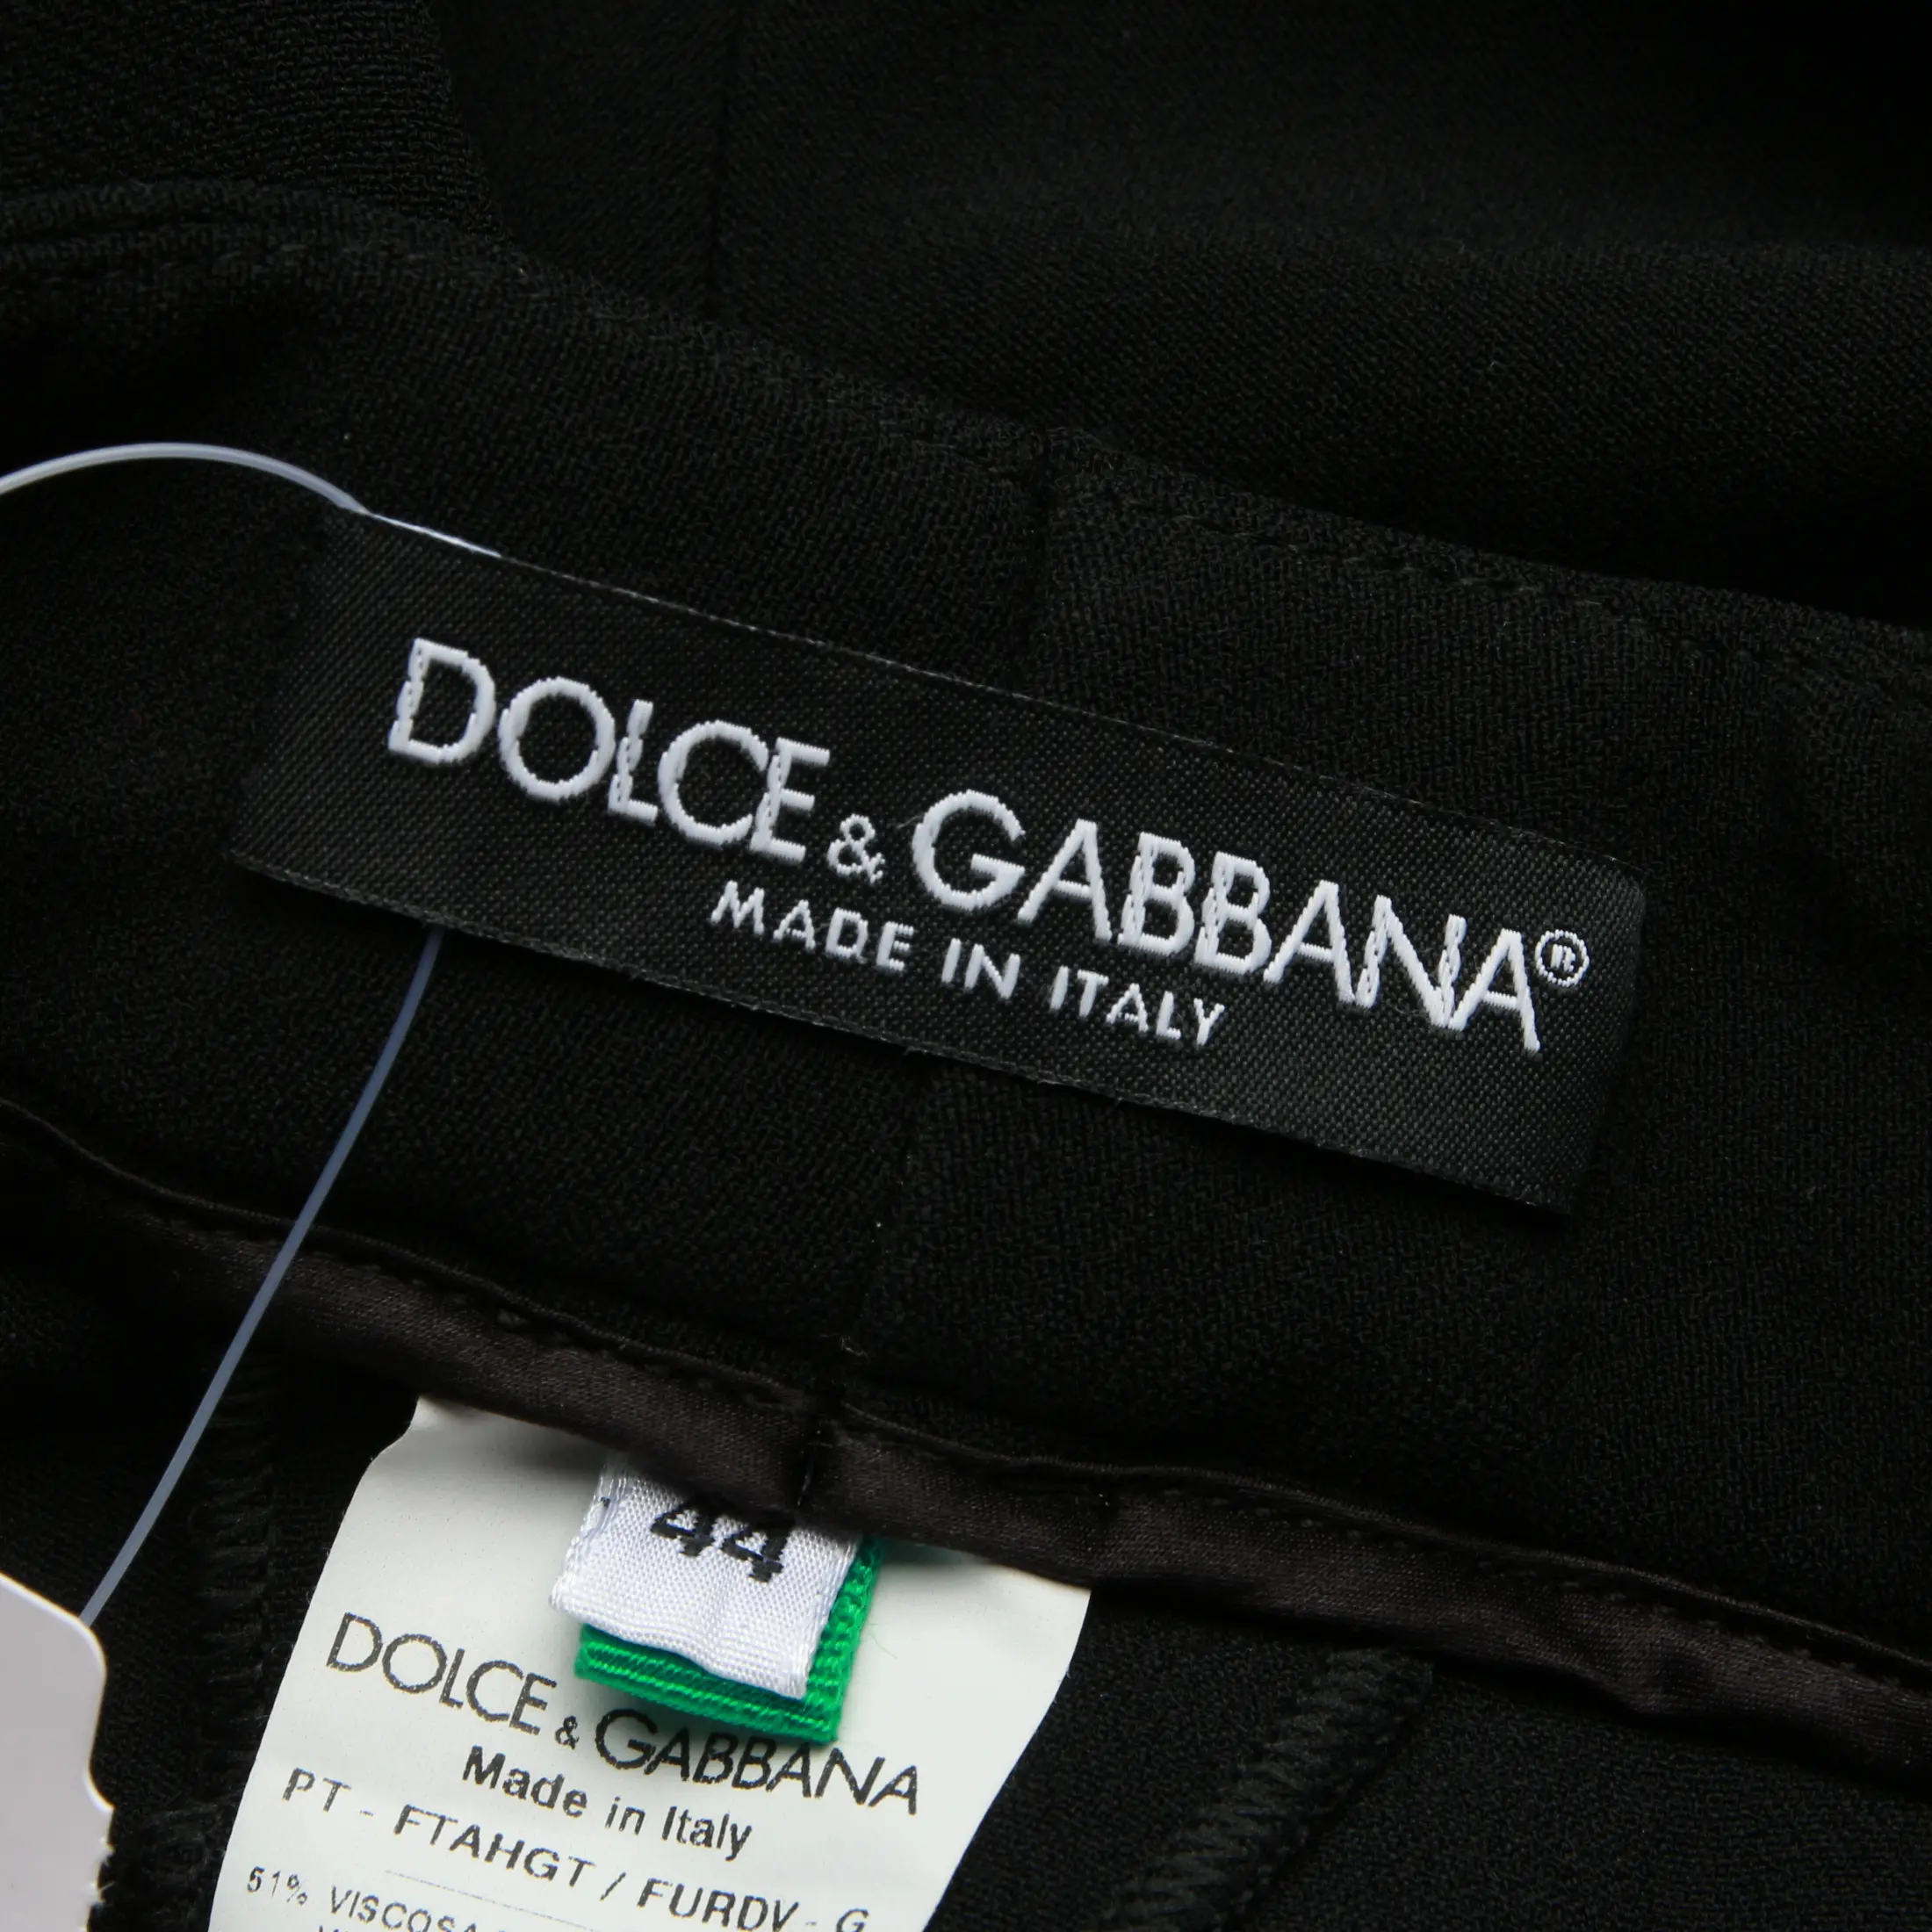 DOLCE & GABBANA®
MADE IN ITALY
44
DOLCE & GABBANA
Made in Italy
PT - FTAHGT / FURDV - G
51% VISCOSA